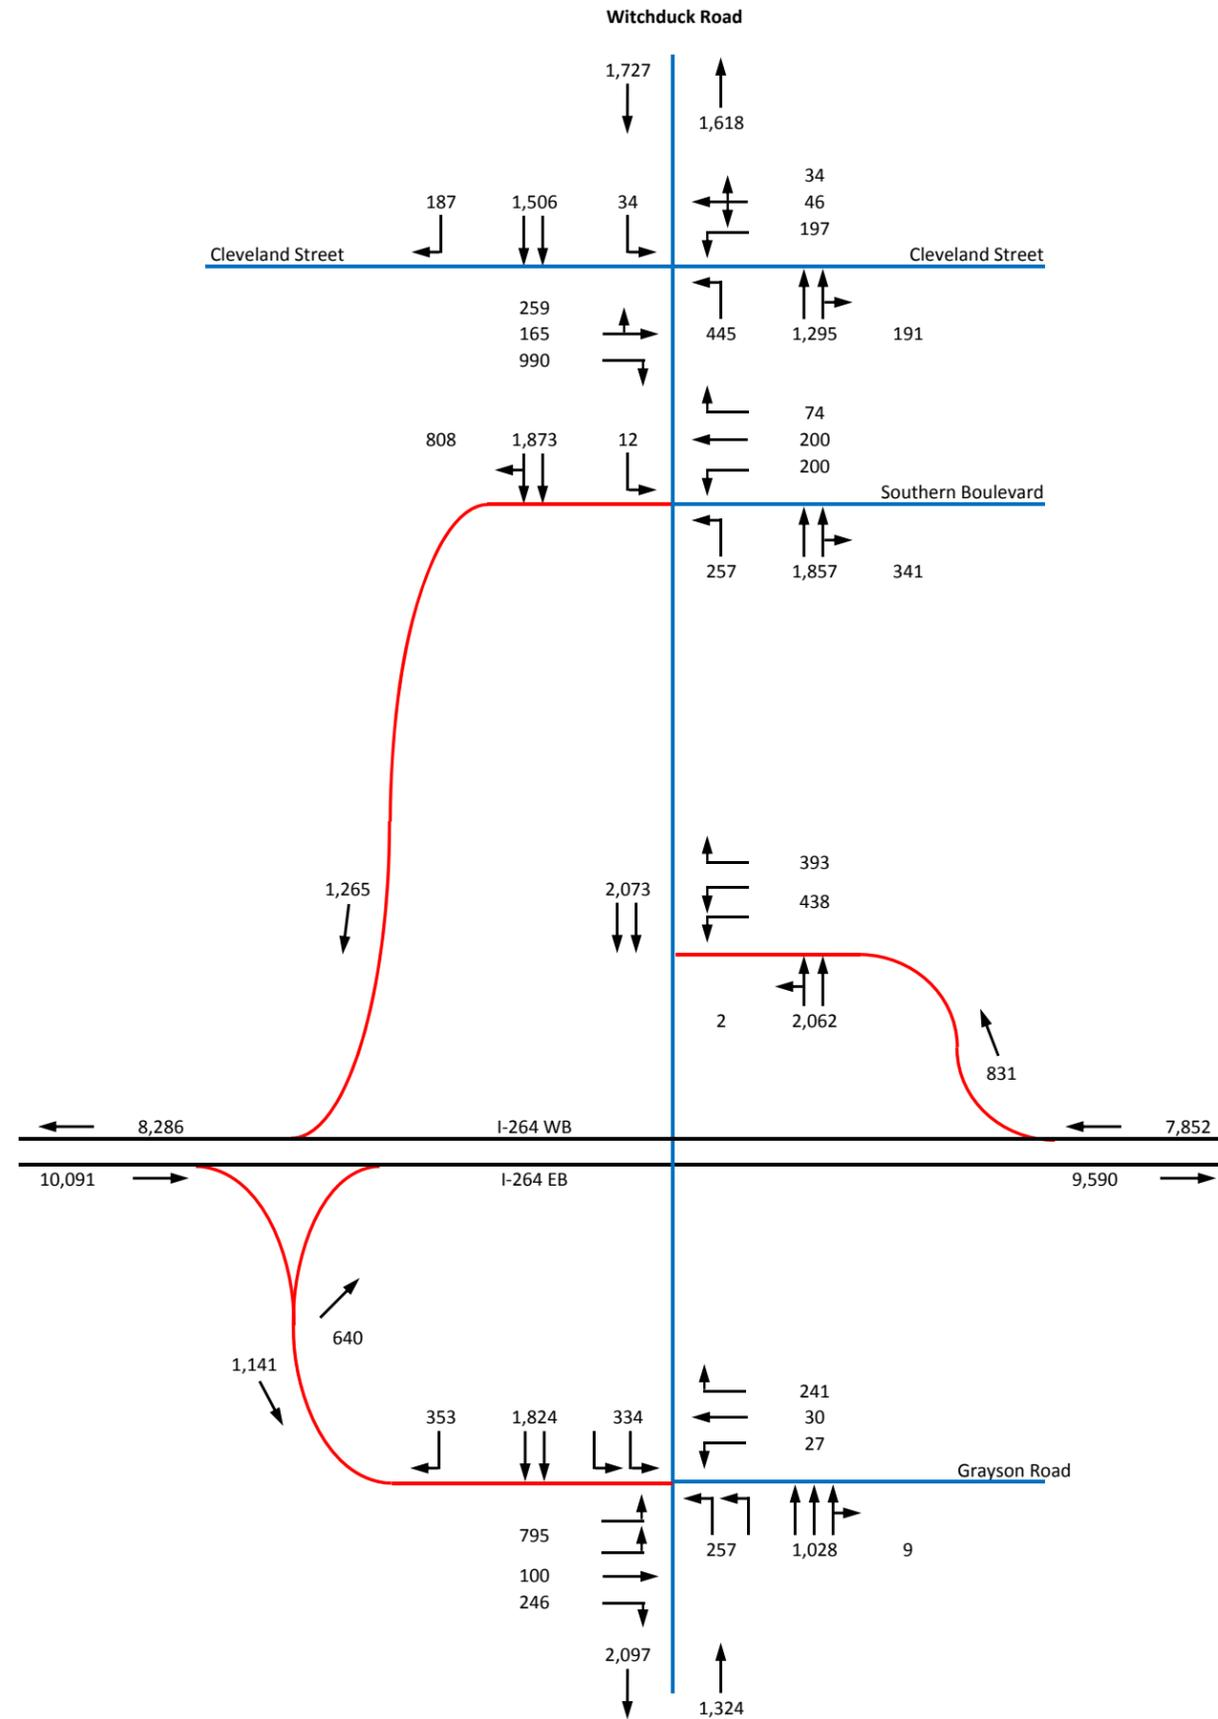 Witchduck Road
1,727
1,618
34
187 1,506 34 46
197
Cleveland Street Cleveland Street
259
165 445 1,295 191
990
74
808 1,873 12 200
200
Southern Boulevard
257 1,857 341
393
1,265 2,073 438
2 2,062
831
8,286 I-264 WB 7,852
10,091 I-264 EB 9,590
640
1,141
241
353 1,824 334 30
27
Grayson Road
795 257 1,028 9
100
246
2,097
1,324